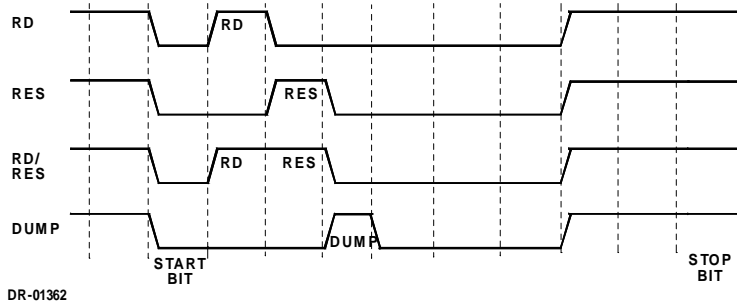 RD RD
RES RES
RD/
RES RD RES
DUMP DUMP
START
BIT
STOP
BIT
DR-01362